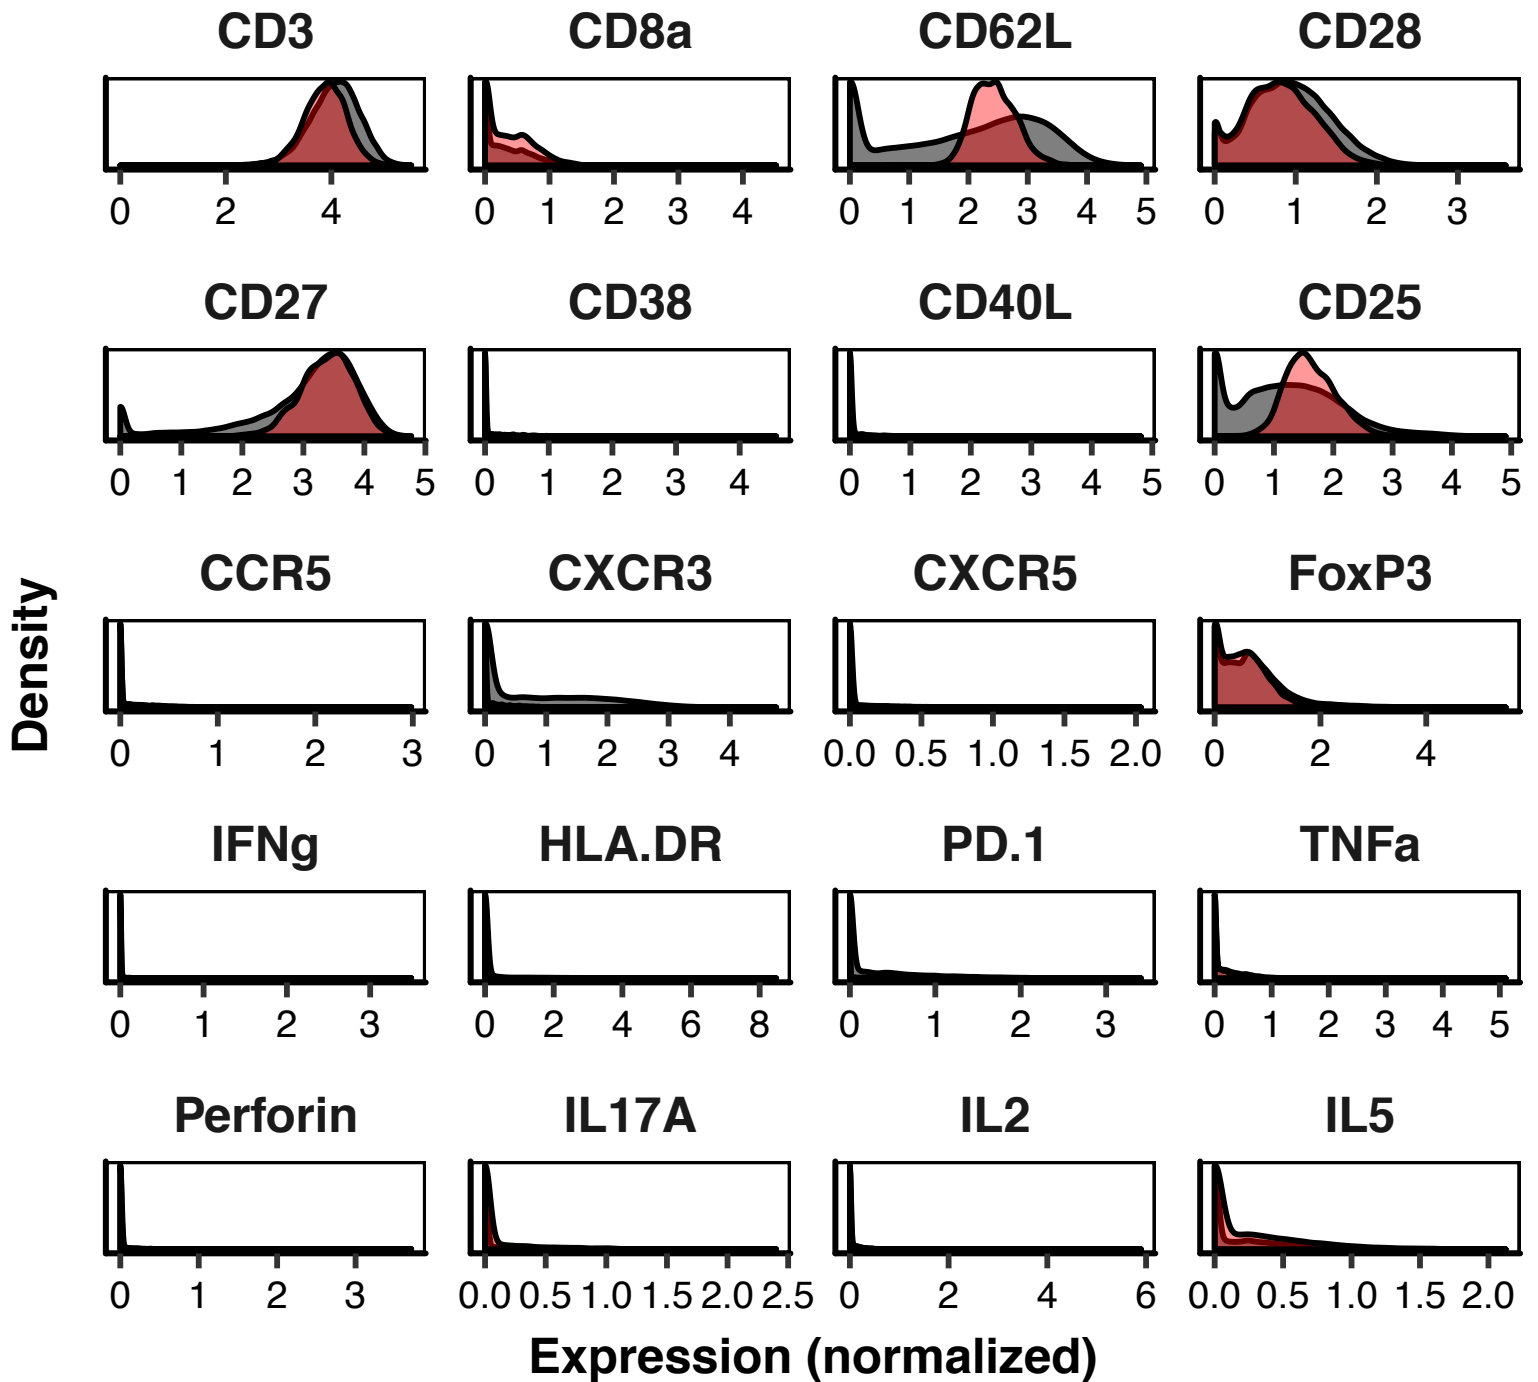 CD3 CD8a CD62L CD28
0 2 4 0 1 2 3 4 0 1 2 3 4 5 0 1 2 3
CD27 CD38 CD40L CD25
0 1 2 3 4 5 0 1 2 3 4 0 1 2 3 4 5 0 1 2 3 4 5
CCR5 CXCR3 CXCR5 FoxP3
0 1 2 3 0 1 2 3 4 0.0 0.5 1.0 1.5 2.0 0 2 4
IFNg HLA.DR PD.1 TNFa
0 1 2 3 0 2 4 6 8 0 1 2 3 0 1 2 3 4 5
Perforin IL17A IL2 IL5
0 1 2 3 0.0 0.5 1.0 1.5 2.0 2.5 0 2 4 6 0.0 0.5 1.0 1.5 2.0
Density
Expression (normalized)